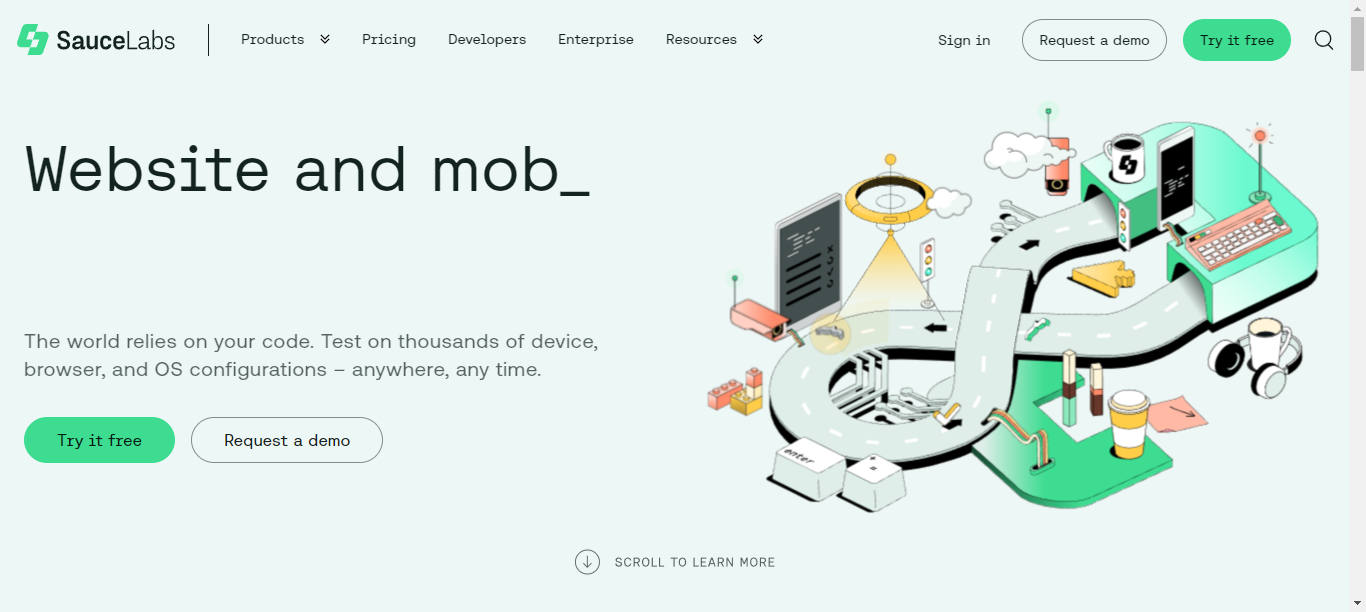 SauceLabs
Products
Pricing
Developers
Enterprise
Resources
Sign in
Request a demo
Try it free
Website and mob_
The world relies on your code. Test on thousands of device,
browser, and OS configurations – anywhere, any time.
Try it free
Request a demo
enter
+
=
SCROLL TO LEARN MORE